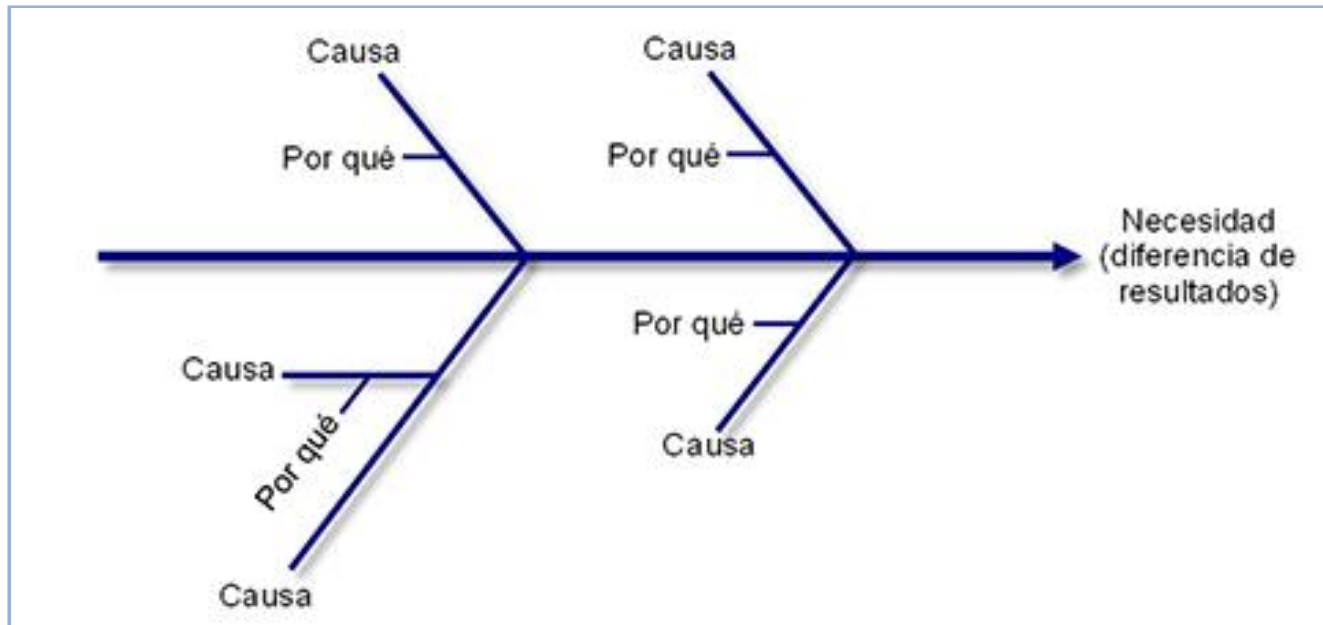 Causa
Causa
Por qué
Por qué
Necesidad
(diferencia de
resultados)
Por qué
Causa
Por qué
Causa
Causa